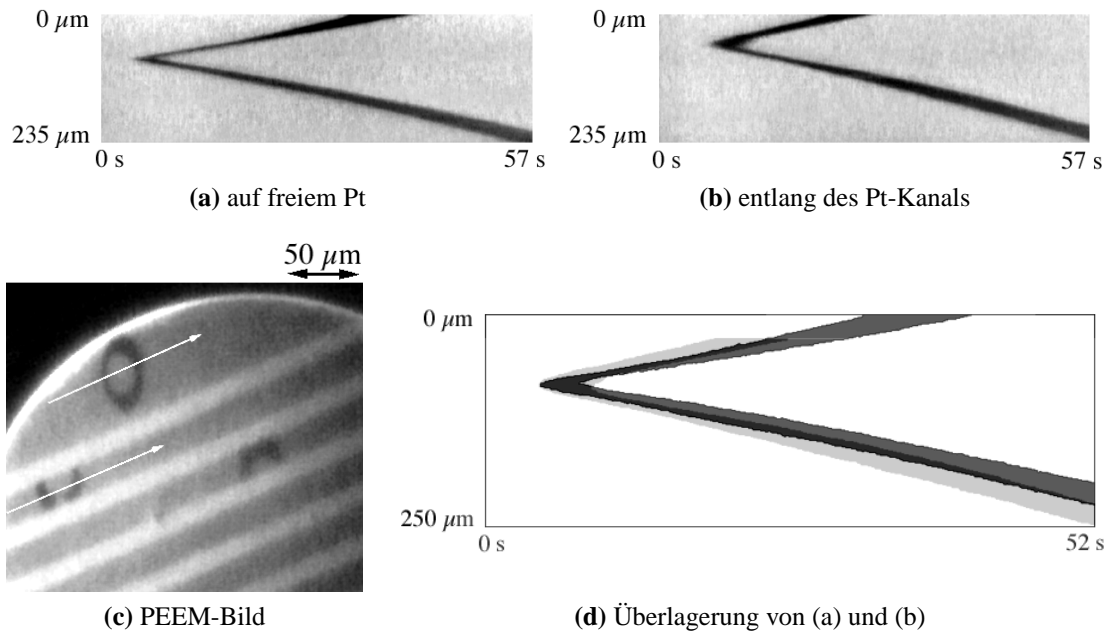 0 µm
235 µm
0 s
57 s
(a) auf freiem Pt
0 µm
235 µm
0 s
57 s
(b) entlang des Pt-Kanals
50 µm
(c) PEEM-Bild
0 µm
250 µm
0 s
52 s
(d) Überlagerung von (a) und (b)